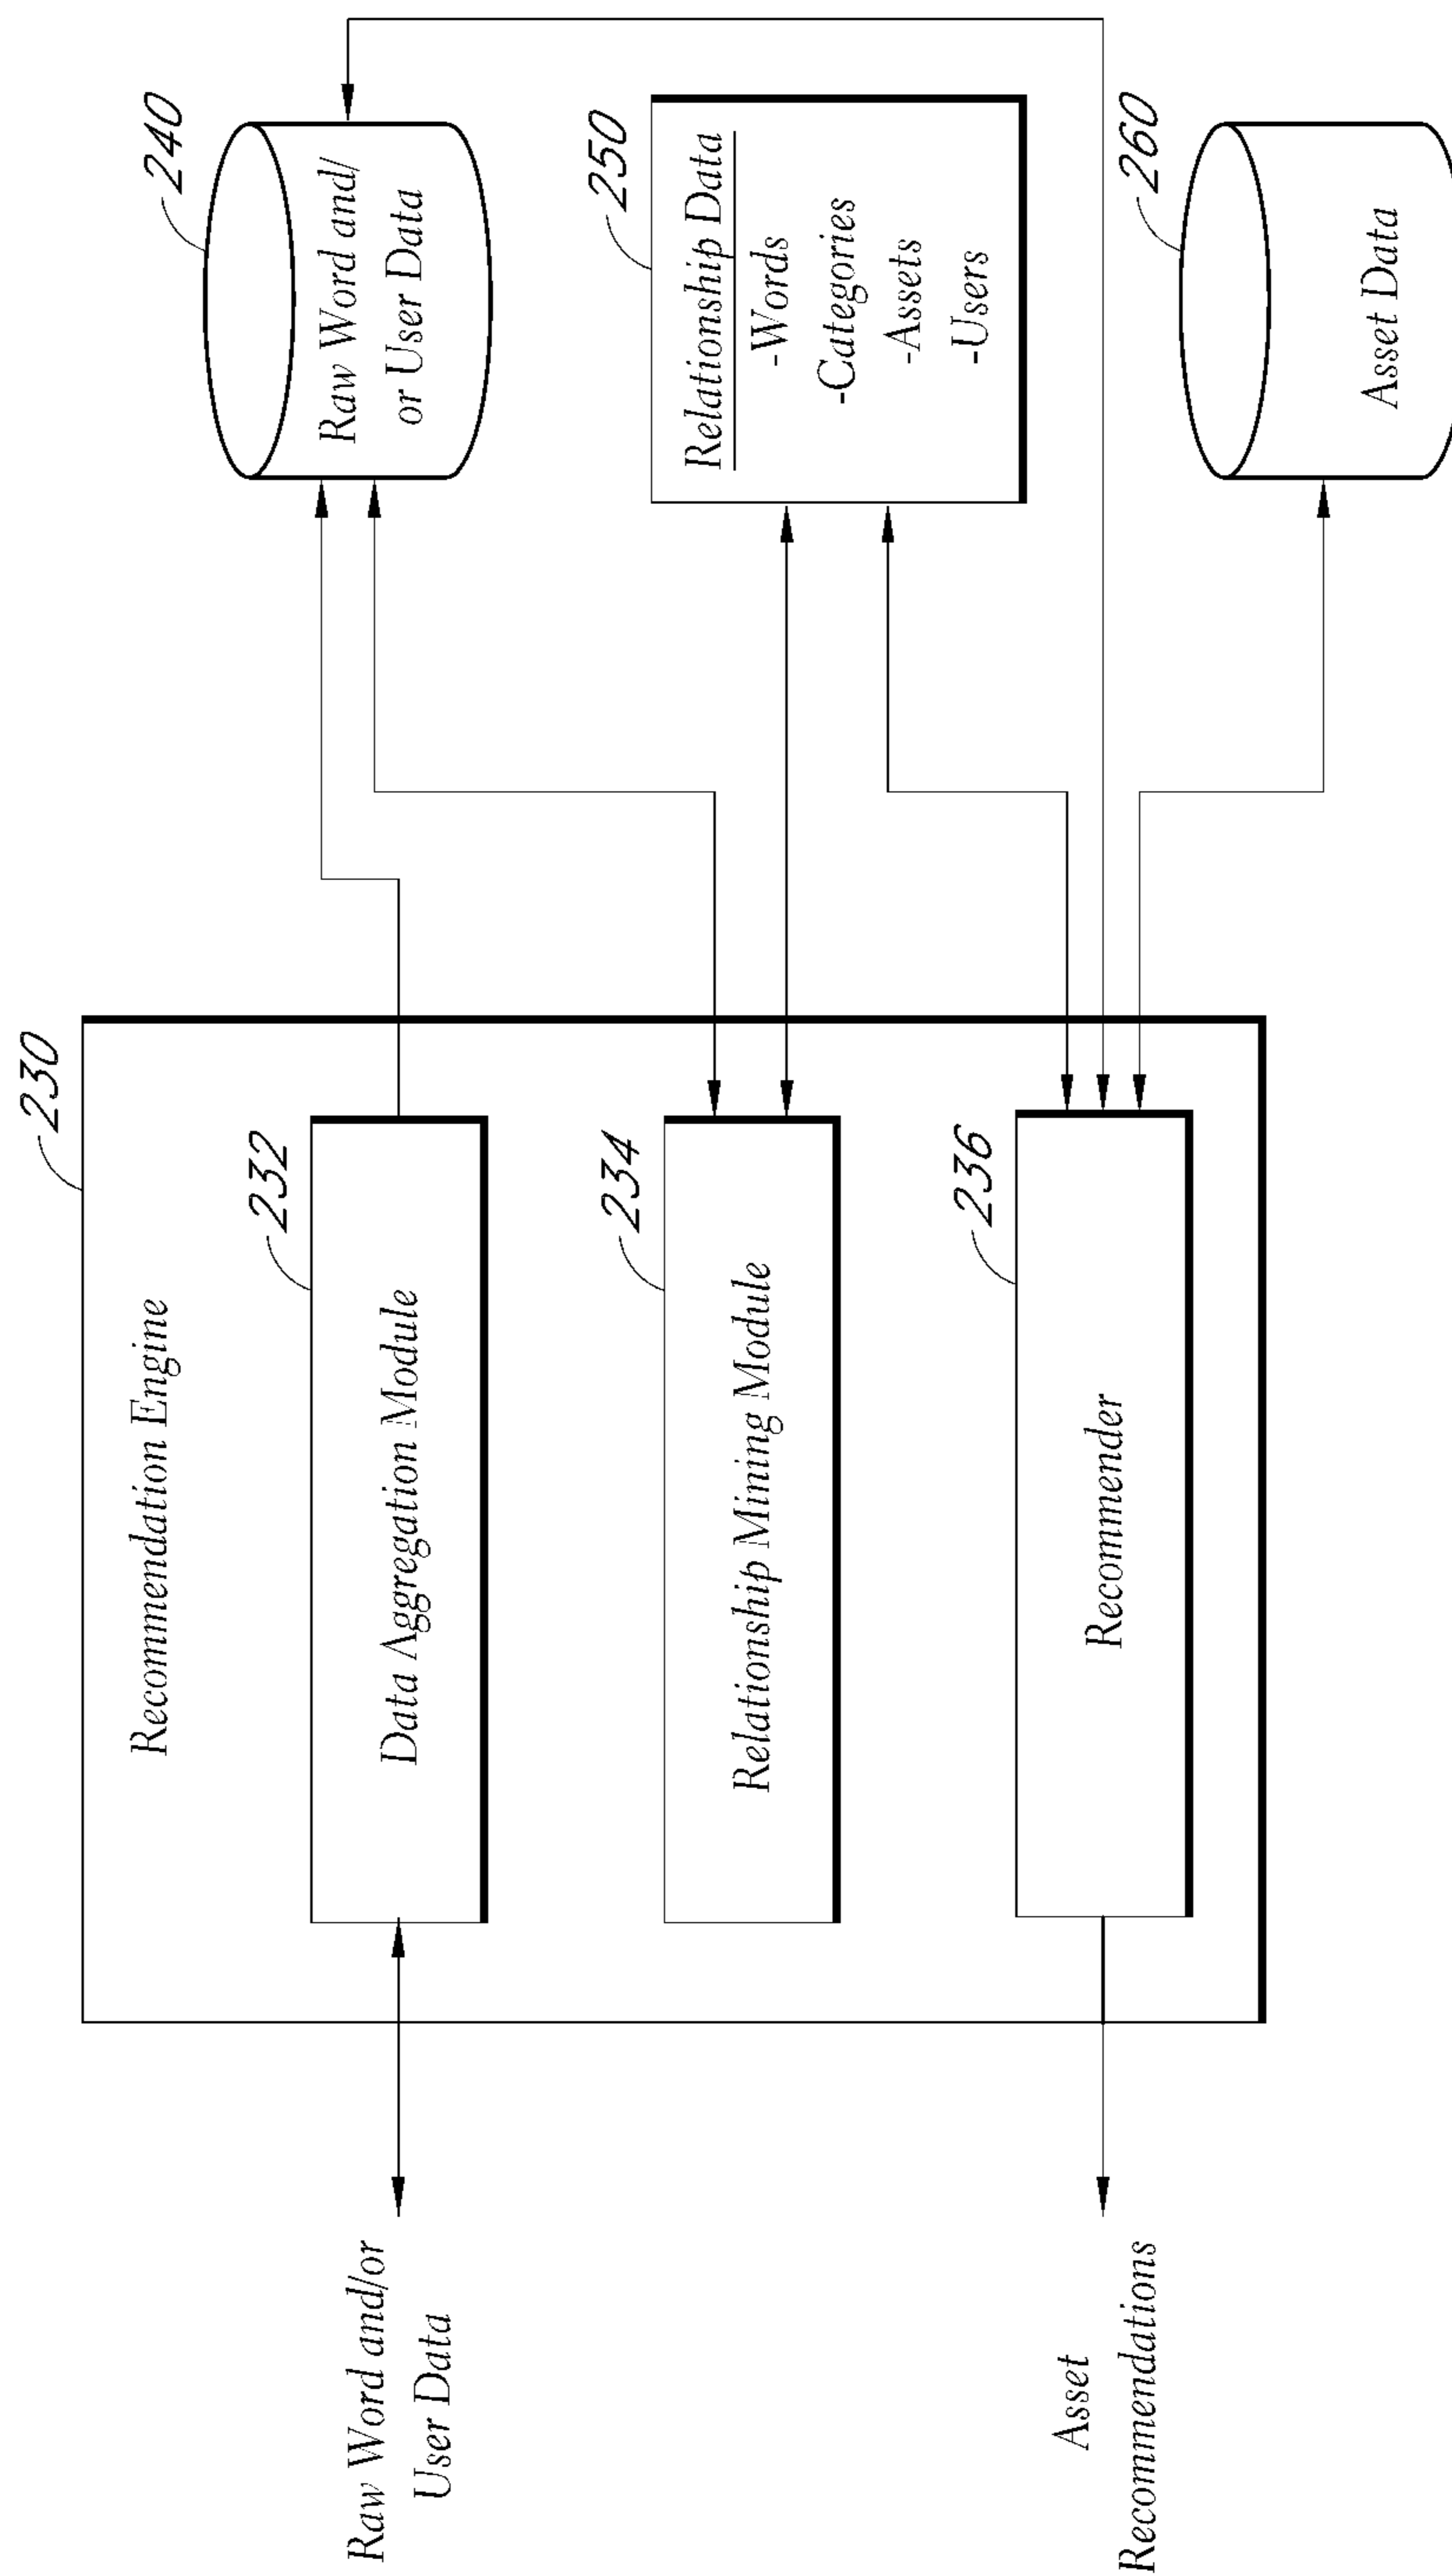 230
Recommendation Engine
232
Data Aggregation Module
234
Relationship Mining Module
236
Recommender
Raw Word and/or
User Data
Asset
Recommendations
240
Raw Word and/
or User Data
250
Relationship Data
-Words
-Categories
-Assets
-Users
260
Asset Data